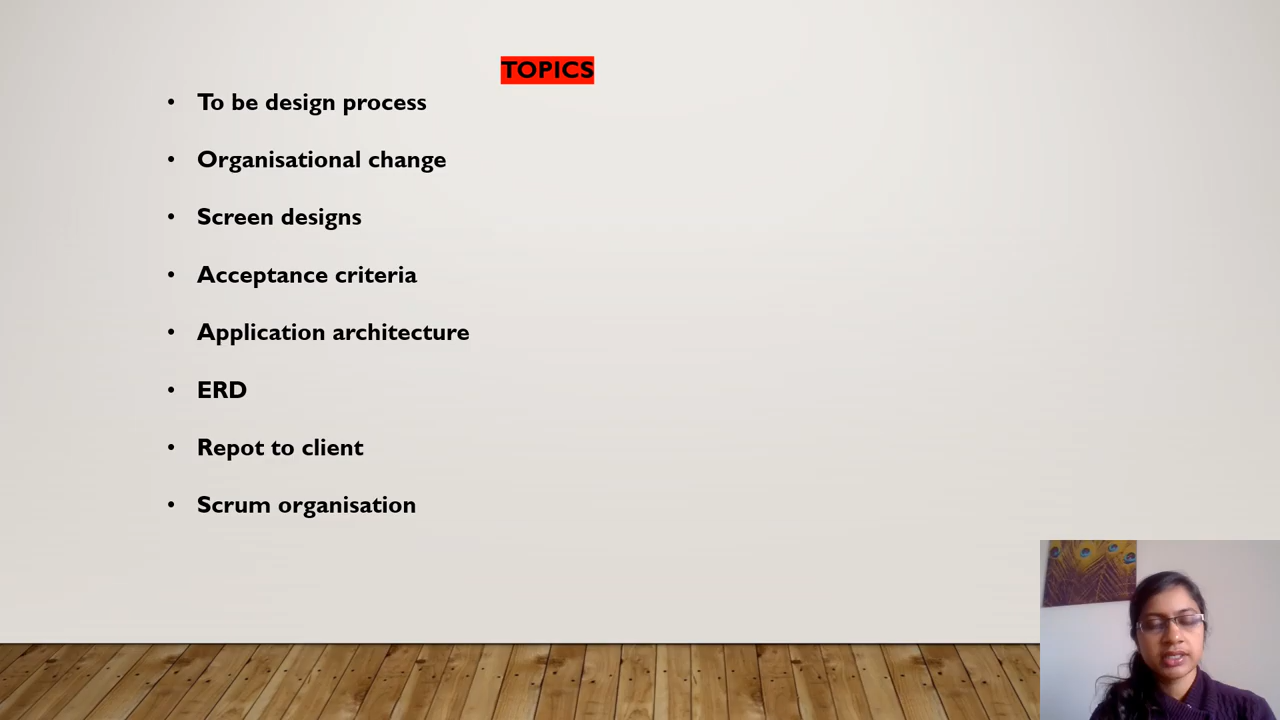 TOPICS
• To be design process
• Organisational change
• Screen designs
• Acceptance criteria
• Application architecture
• ERD
• Repot to client
• Scrum organisation